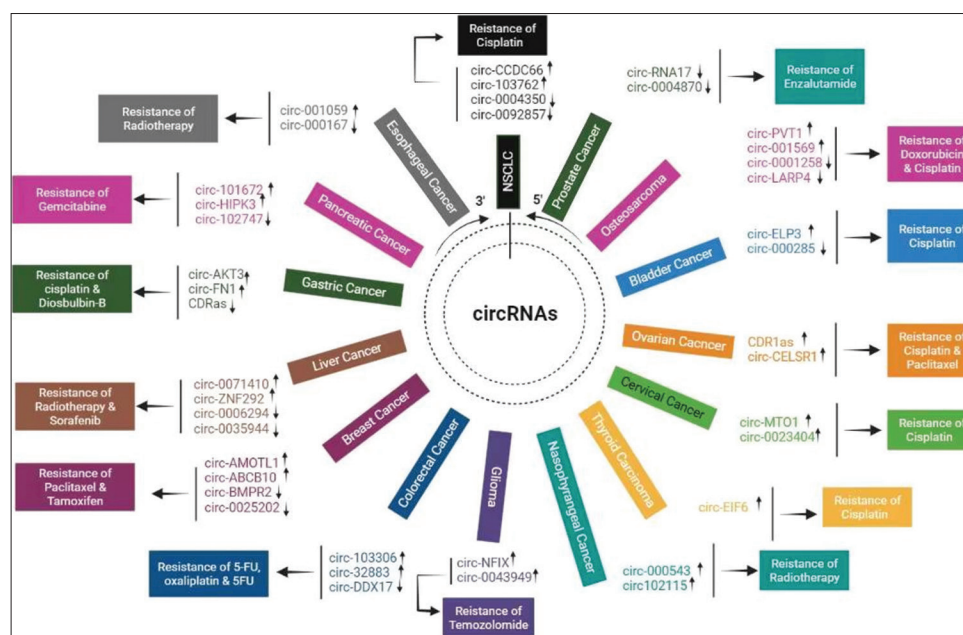 Reistance of
Cisplatin
circ-CCDC66↑
circ-103762↑
circ-0004350↓
circ-0092857↓
NSCLC
circ-RNA17↓
circ-0004870↓
Reistance of
Enzalutamide
Prostate Cancer
circ-PVT1↑
circ-001569↑
circ-0001258↓
circ-LARP4↓
Reistance of
Doxorubicin
& Cisplatin
Osteosarcoma
circ-ELP3↑
circ-000285↓
Reistance of
Cisplatin
Bladder Cancer
CDR1as↑
circ-CELSR1↑
Reistance of
Cisplatin &
Paclitaxel
Ovarian Cacncer
circ-MTO1↑
circ-0023404↑
Reistance of
Cisplatin
Cervical Cancer
circ-EIF6↑
Reistance of
Cisplatin
Thyroid Carcinoma
circ-000543↑
circ102115↑
Reistance of
Radiotherapy
Nasophyrangeal Cancer
circ-NFIX↑
circ-0043949↑
Reistance of
Temozolomide
Glioma
circ-103306↑
circ-32883↑
circ-DDX17↓
Resistance of 5-FU,
oxaliplatin & 5FU
Colorectal Cancer
circ-AMOTL1↑
circ-ABCB10↑
circ-BMPR2↓
circ-0025202↓
Resistance of
Paclitaxel &
Tamoxifen
Breast Cancer
circ-0071410↑
circ-ZNF292↑
circ-0006294↓
circ-0035944↓
Resistance of
Radiotherapy &
Sorafenib
Liver Cancer
circ-AKT3↑
circ-FN1↑
CDRas↓
Resistance of
cisplatin &
Diosbulbin-B
Gastric Cancer
circ-101672↑
circ-HIPK3↑
circ-102747↓
Resistance of
Gemcitabine
Pancreatic Cancer
circ-001059↑
circ-000167↓
Resistance of
Radiotherapy
Esophageal Cancer
3'
5'
circRNAs